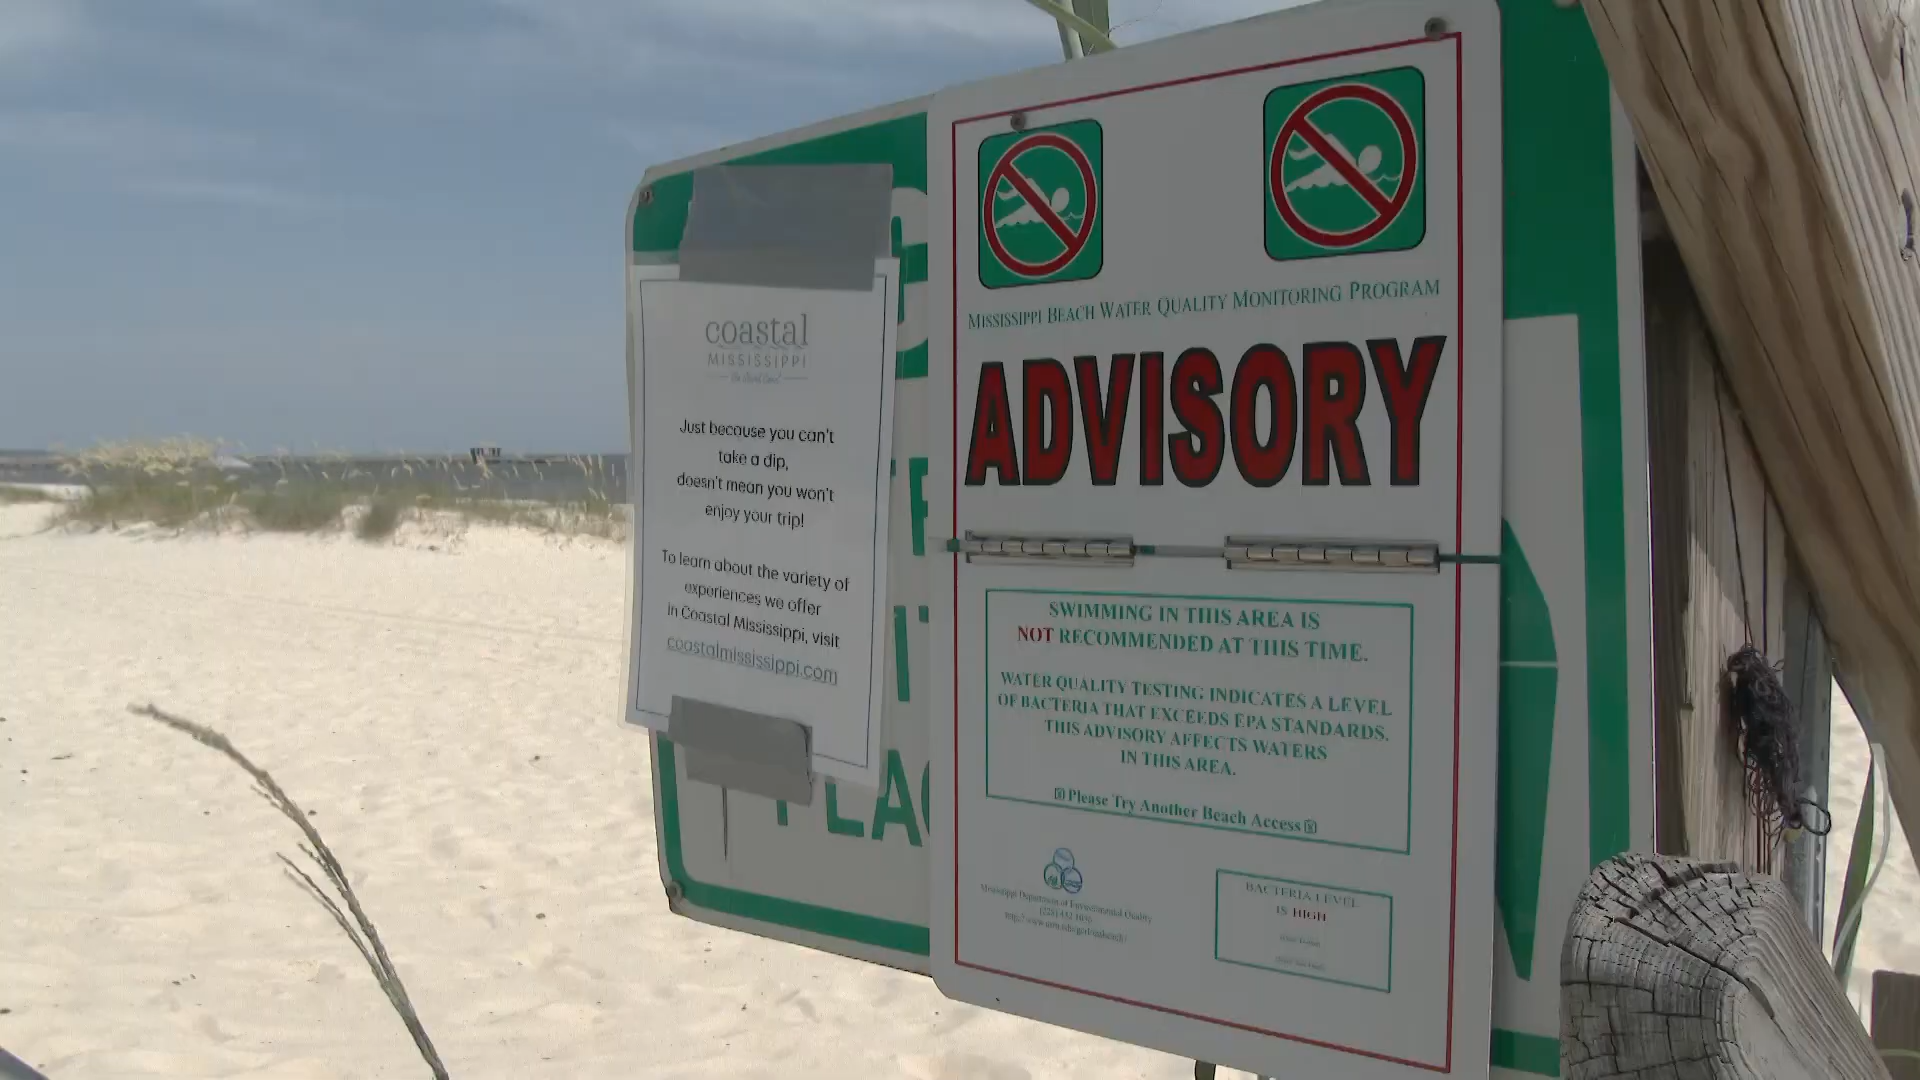 coastal
MISSISSIPPI
Just because you can't
take a dip,
doesn't mean you won't
enjoy your trip!
To learn about the variety of
experiences we offer
in Coastal Mississippi, visit
coastalmississippi.com
PLAC
MISSISSIPPI BEACH WATER QUALITY MONITORING PROGRAM
ADVISORY
SWIMMING IN THIS AREA IS
NOT RECOMMENDED AT THIS TIME.
WATER QUALITY TESTING INDICATES A LEVEL
OF BACTERIA THAT EXCEEDS EPA STANDARDS.
THIS ADVISORY AFFECTS WATERS
IN THIS AREA.
Please Try Another Beach Access
Mississippi Department of Environmental Quality
BACTERIA LEVEL
IS HIGH